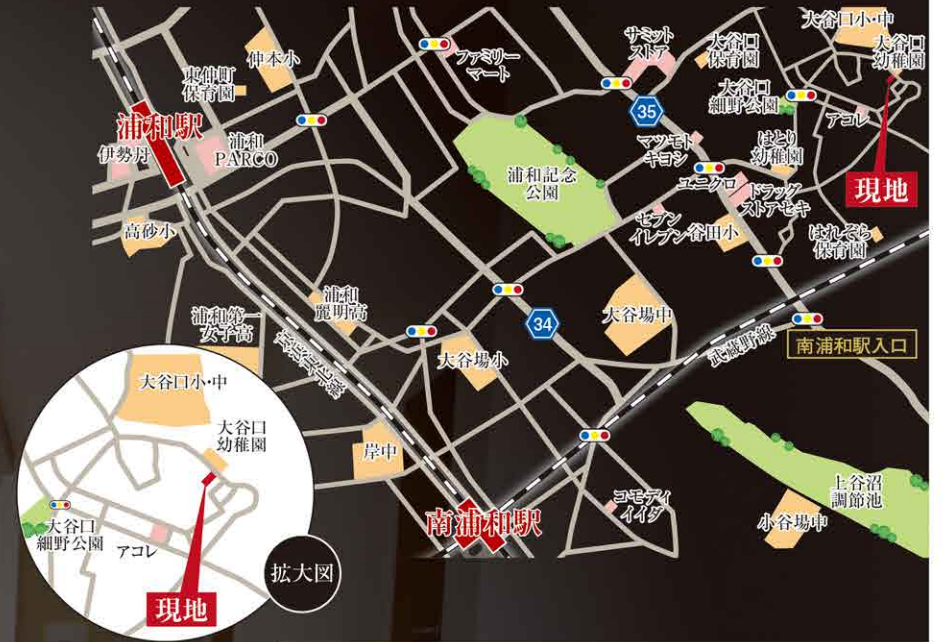 仲本小
東仲町
保育園
浦和駅
伊勢丹
浦和
PARCO
高砂小
ファミリー
マート
サミット
ストア
35
大谷口
保育園
大谷口小・中
大谷口
幼稚園
大谷口
細野公園
アコレ
現地
マツモト
キヨシ
はとり
幼稚園
浦和記念
公園
ユニクロ
ドラッグ
ストアセキ
セブン
イレブン
谷田小
はれぞら
保育園
浦和
麗明高
浦和第一
女子高
京浜東北線
34
大谷場小
大谷場中
武蔵野線
南浦和駅入口
岸中
南浦和駅
コモディ
イイダ
小谷場中
上谷沼
調節池
大谷口小・中
大谷口
幼稚園
大谷口
細野公園
アコレ
現地
拡大図